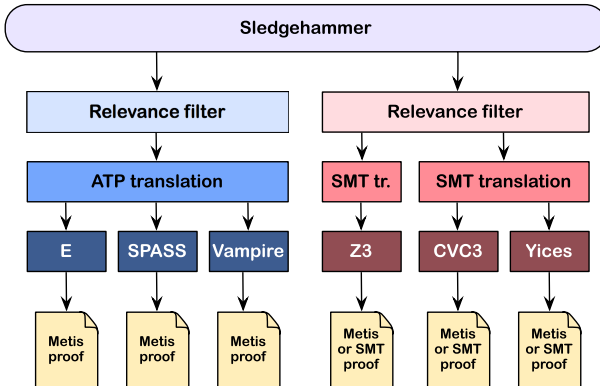 Sledgehammer
Relevance filter
Relevance filter
ATP translation
SMT tr.
SMT translation
E
SPASS
Vampire
Z3
CVC3
Yices
Metis
proof
Metis
proof
Metis
proof
Metis
or SMT
proof
Metis
or SMT
proof
Metis
or SMT
proof